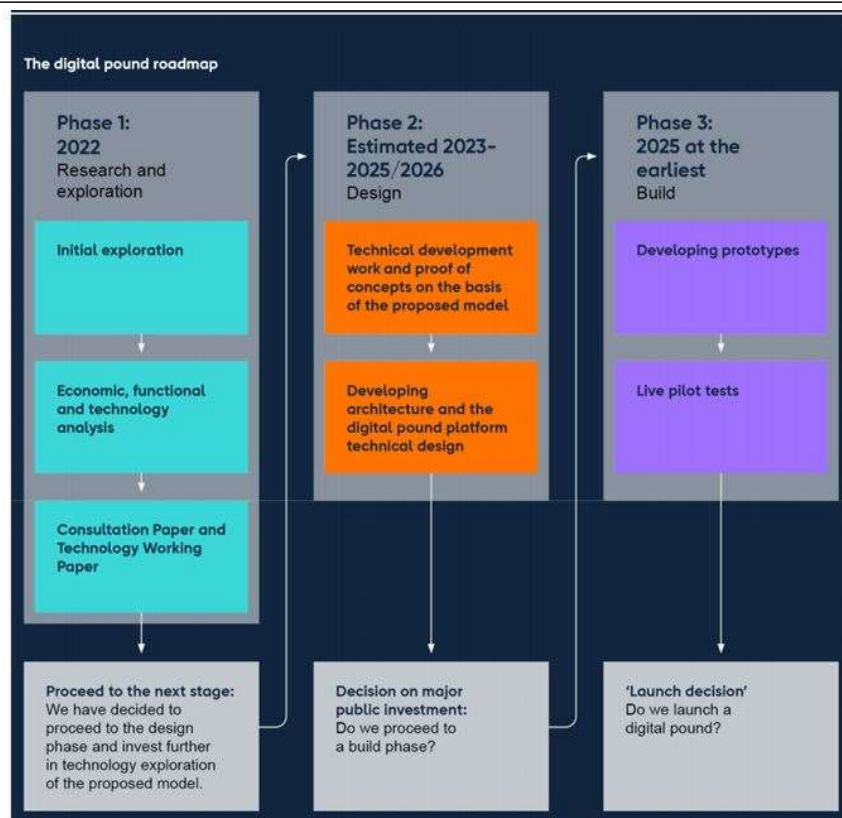 The digital pound roadmap
Phase 1:
2022
Research and
exploration
Initial exploration
Economic, functional
and technology
analysis
Consultation Paper and
Technology Working
Paper
Proceed to the next stage:
We have decided to
proceed to the design
phase and invest further
in technology exploration
of the proposed model.
Phase 2:
Estimated 2023-
2025/2026
Design
Technical development
work and proof of
concepts on the basis
of the proposed model
Developing
architecture and the
digital pound platform
technical design
Decision on major
public investment:
Do we proceed to
a build phase?
Phase 3:
2025 at the
earliest
Build
Developing prototypes
Live pilot tests
‘Launch decision’
Do we launch a
digital pound?